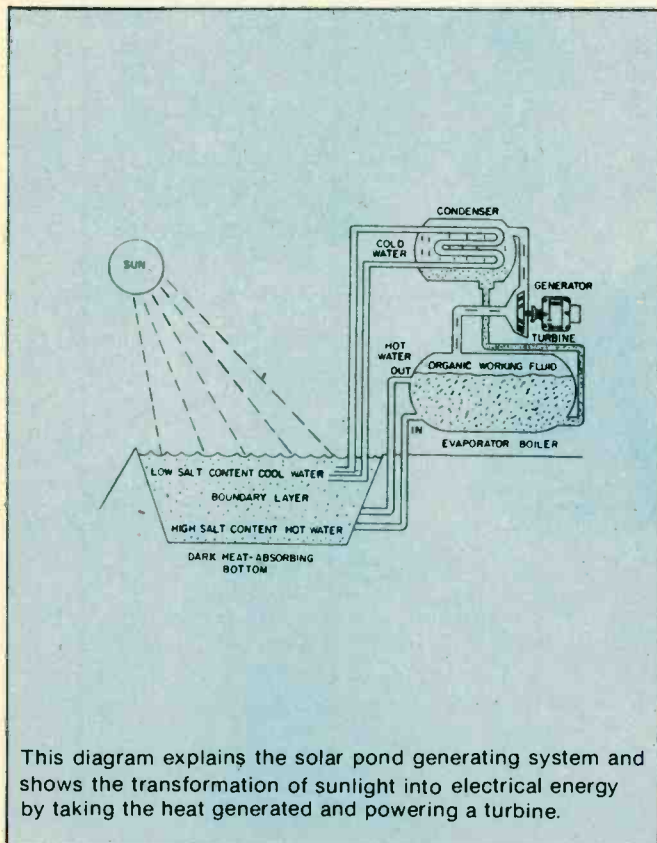 CONDENSER
COLD
WATER
SUN
GENERATOR
TURBINE
HOT
WATER
OUT
ORGANIC WORKING FLUID
IN
EVAPORATOR BOILER
LOW SALT CONTENT COOL WATER
BOUNDARY LAYER
HIGH SALT CONTENT HOT WATER
DARK HEAT-ABSORBING
BOTTOM
This diagram explains the solar pond generating system and
shows the transformation of sunlight into electrical energy
by taking the heat generated and powering a turbine.